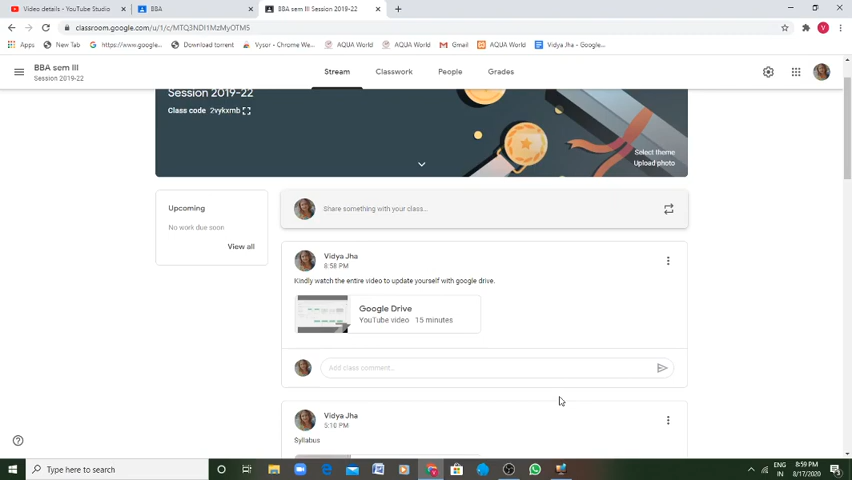 Video details - YouTube Studio
BBA
BBA sem III Session 2019-22
classroom.google.com/u/1/c/MTQ3NDI1MzMyOTM5
Apps
New Tab
https://www.google...
Download torrent
Vysor - Chrome We...
AQUA World
AQUA World
Gmail
AQUA World
Vidya Jha - Google...
BBA sem III
Session 2019-22
Stream
Classwork
People
Grades
Session 2019-22
Class code 2vykxmb
Select theme
Upload photo
Upcoming
No work due soon
View all
Share something with your class...
Vidya Jha
8:58 PM
Kindly watch the entire video to update yourself with google drive.
Google Drive
YouTube video 15 minutes
Add class comment...
Vidya Jha
5:10 PM
Syllabus
Type here to search
ENG
IN
8:59 PM
8/17/2020